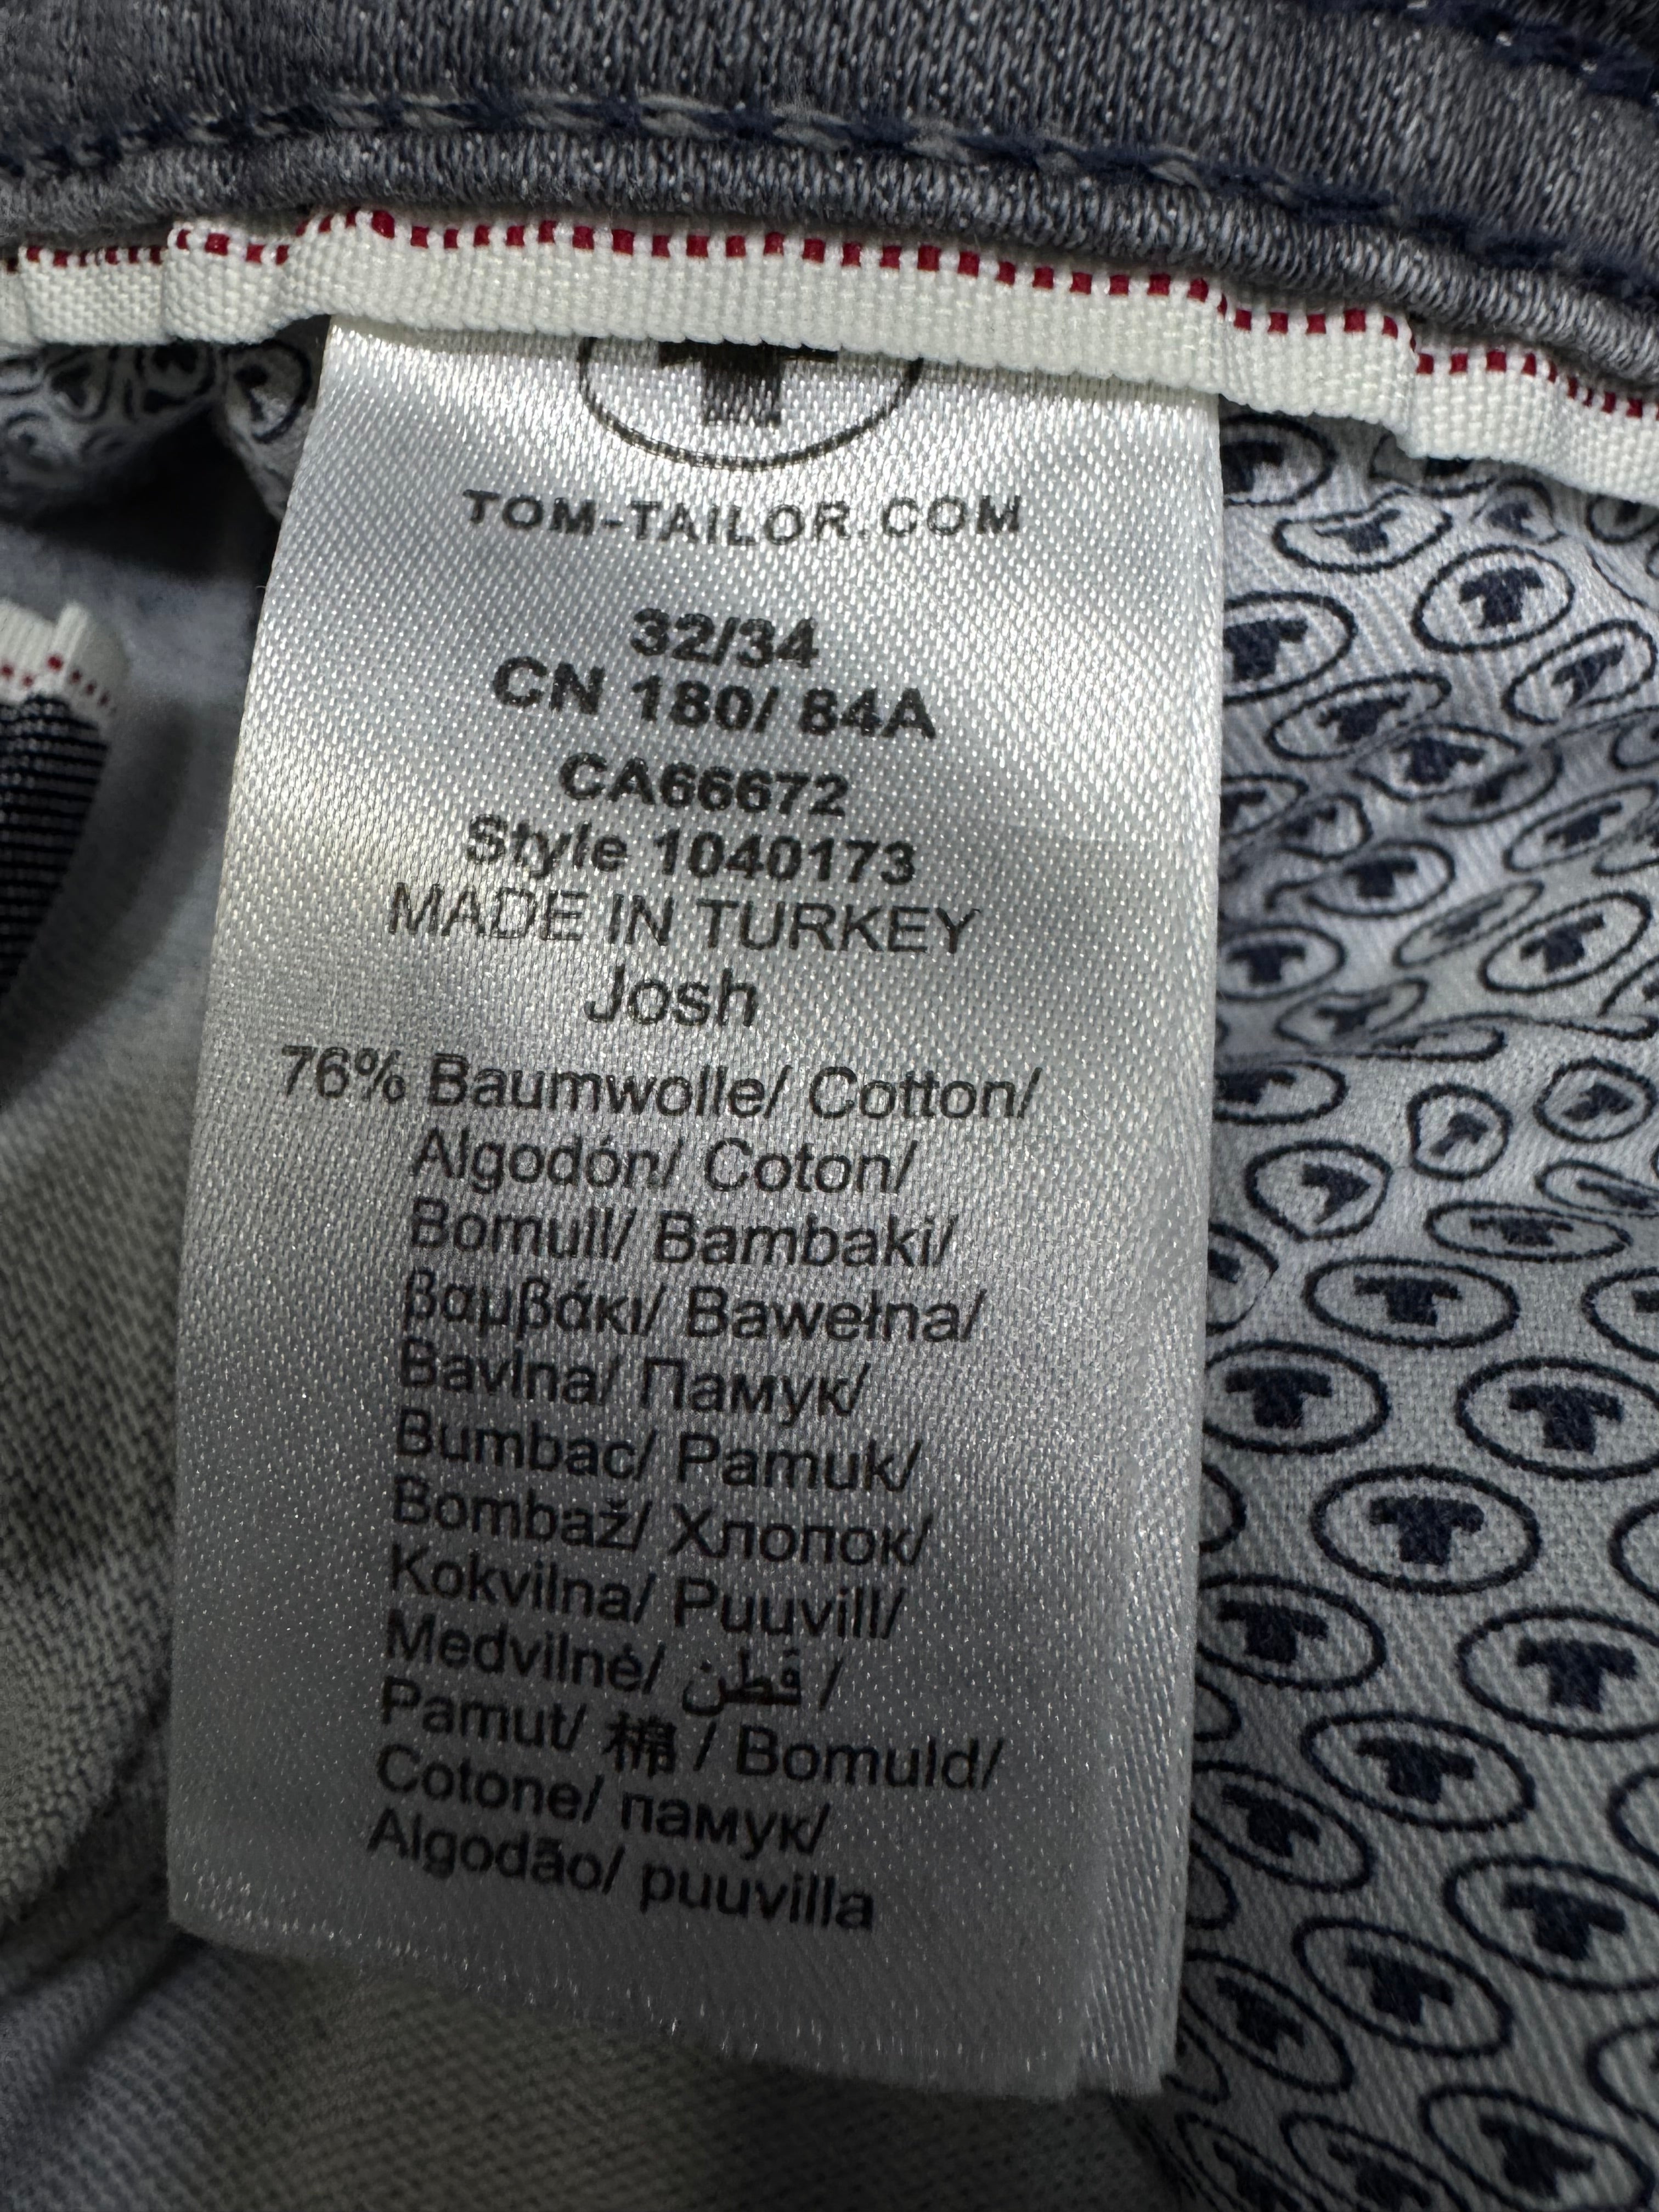 TOM-TAILOR.COM
32/34
CN 180/ 84A
CA66672
Style 1040173
MADE IN TURKEY
Josh
76% Baumwolle/ Cotton/
Algodón/ Coton/
Bomull/ Bambaki/
βαμβάκι/ Bawełna/
Bavlna/ Памук/
Bumbac/ Pamuk/
Bombaž/ Хлопок/
Kokvilna/ Puuvill/
Medvilnė/ قطن /
Pamut/ 棉 / Bomuld/
Cotone/ памук/
Algodão/ puuvilla